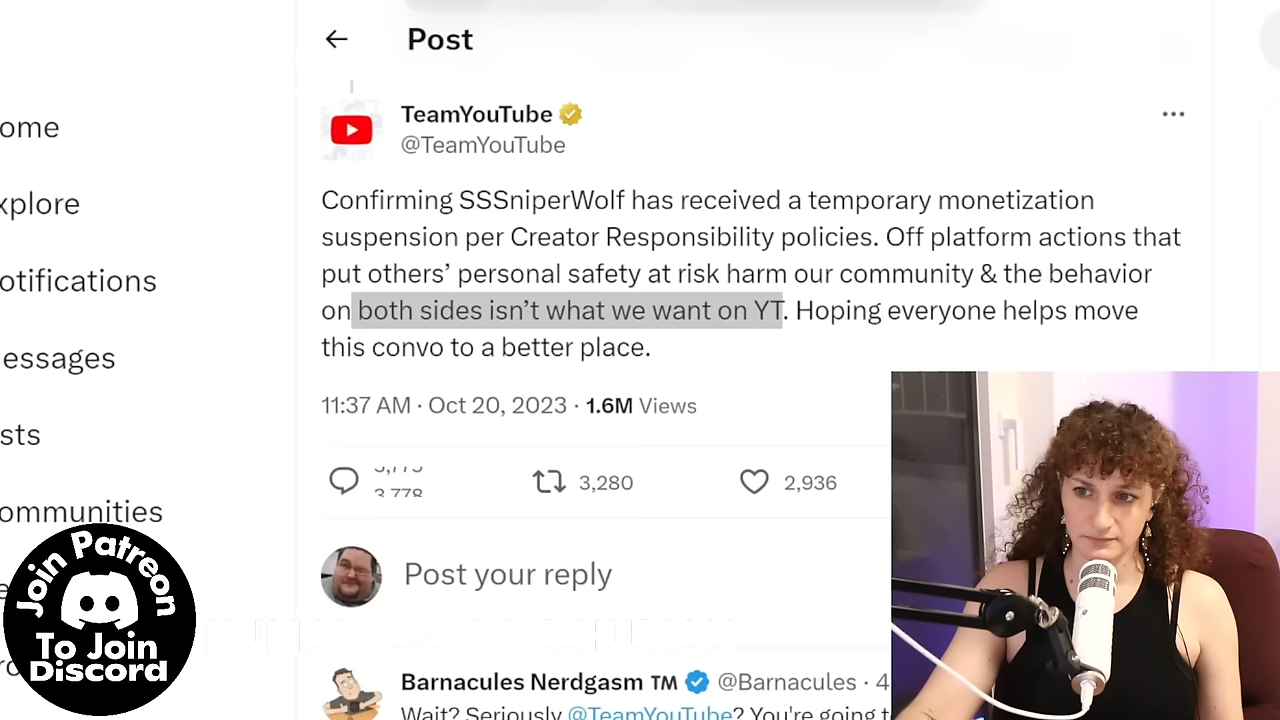 Post
TeamYouTube
@TeamYouTube
Confirming SSSniperWolf has received a temporary monetization
suspension per Creator Responsibility policies. Off platform actions that
put others’ personal safety at risk harm our community & the behavior
on both sides isn’t what we want on YT. Hoping everyone helps move
this convo to a better place.
11:37 AM · Oct 20, 2023 · 1.6M Views
3,280
2,936
Post your reply
Barnacules Nerdgasm ™ @Barnacules · 4
Wait? Seriously @TeamYouTube? You're going t
ome
xplore
otifications
essages
sts
ommunities
Join Patreon
To Join
Discord